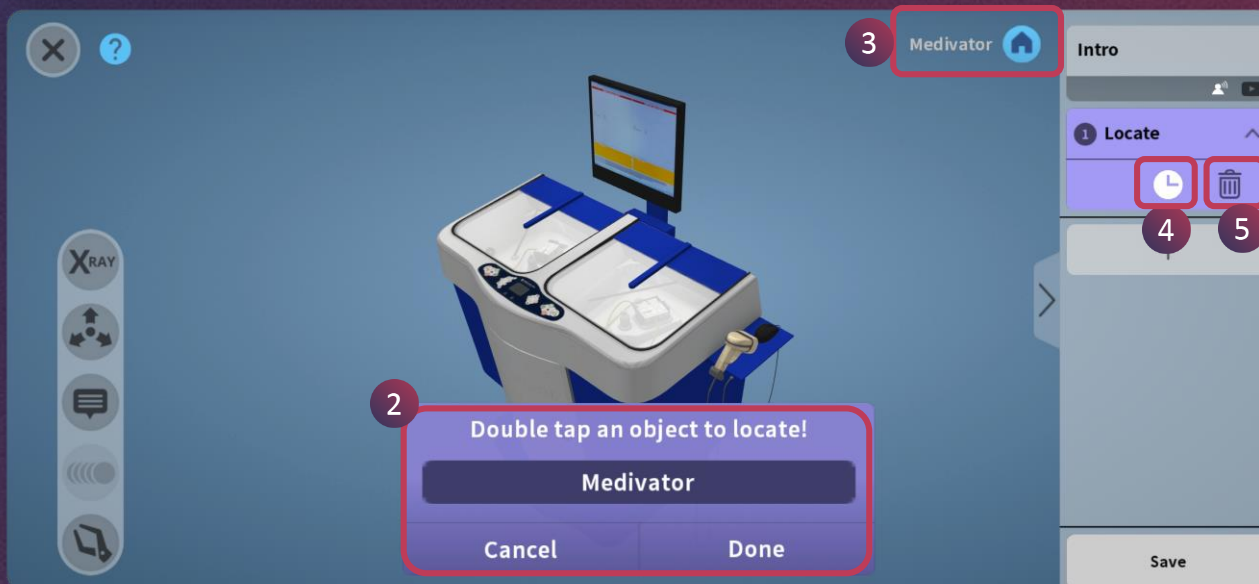 ?
3
Medivator
Intro
1 Locate
4
5
XRAY
2
Double tap an object to locate!
Medivator
Cancel
Done
Save